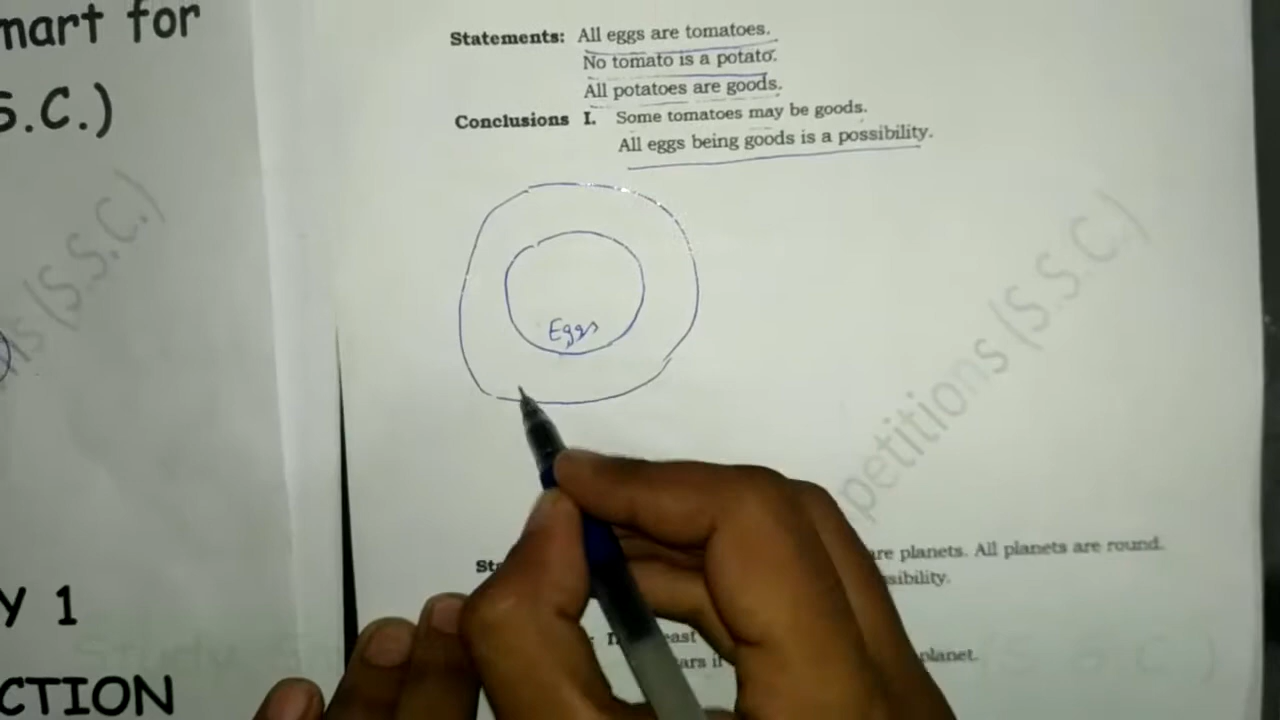 mart for
S.C.)
Y 1
CTION
Statements: All eggs are tomatoes.
No tomato is a potato.
All potatoes are goods.
Conclusions I. Some tomatoes may be goods.
All eggs being goods is a possibility.
Eggs
petitions (S.S.C.)
(S.S.C.)
are planets. All planets are round.
planet.